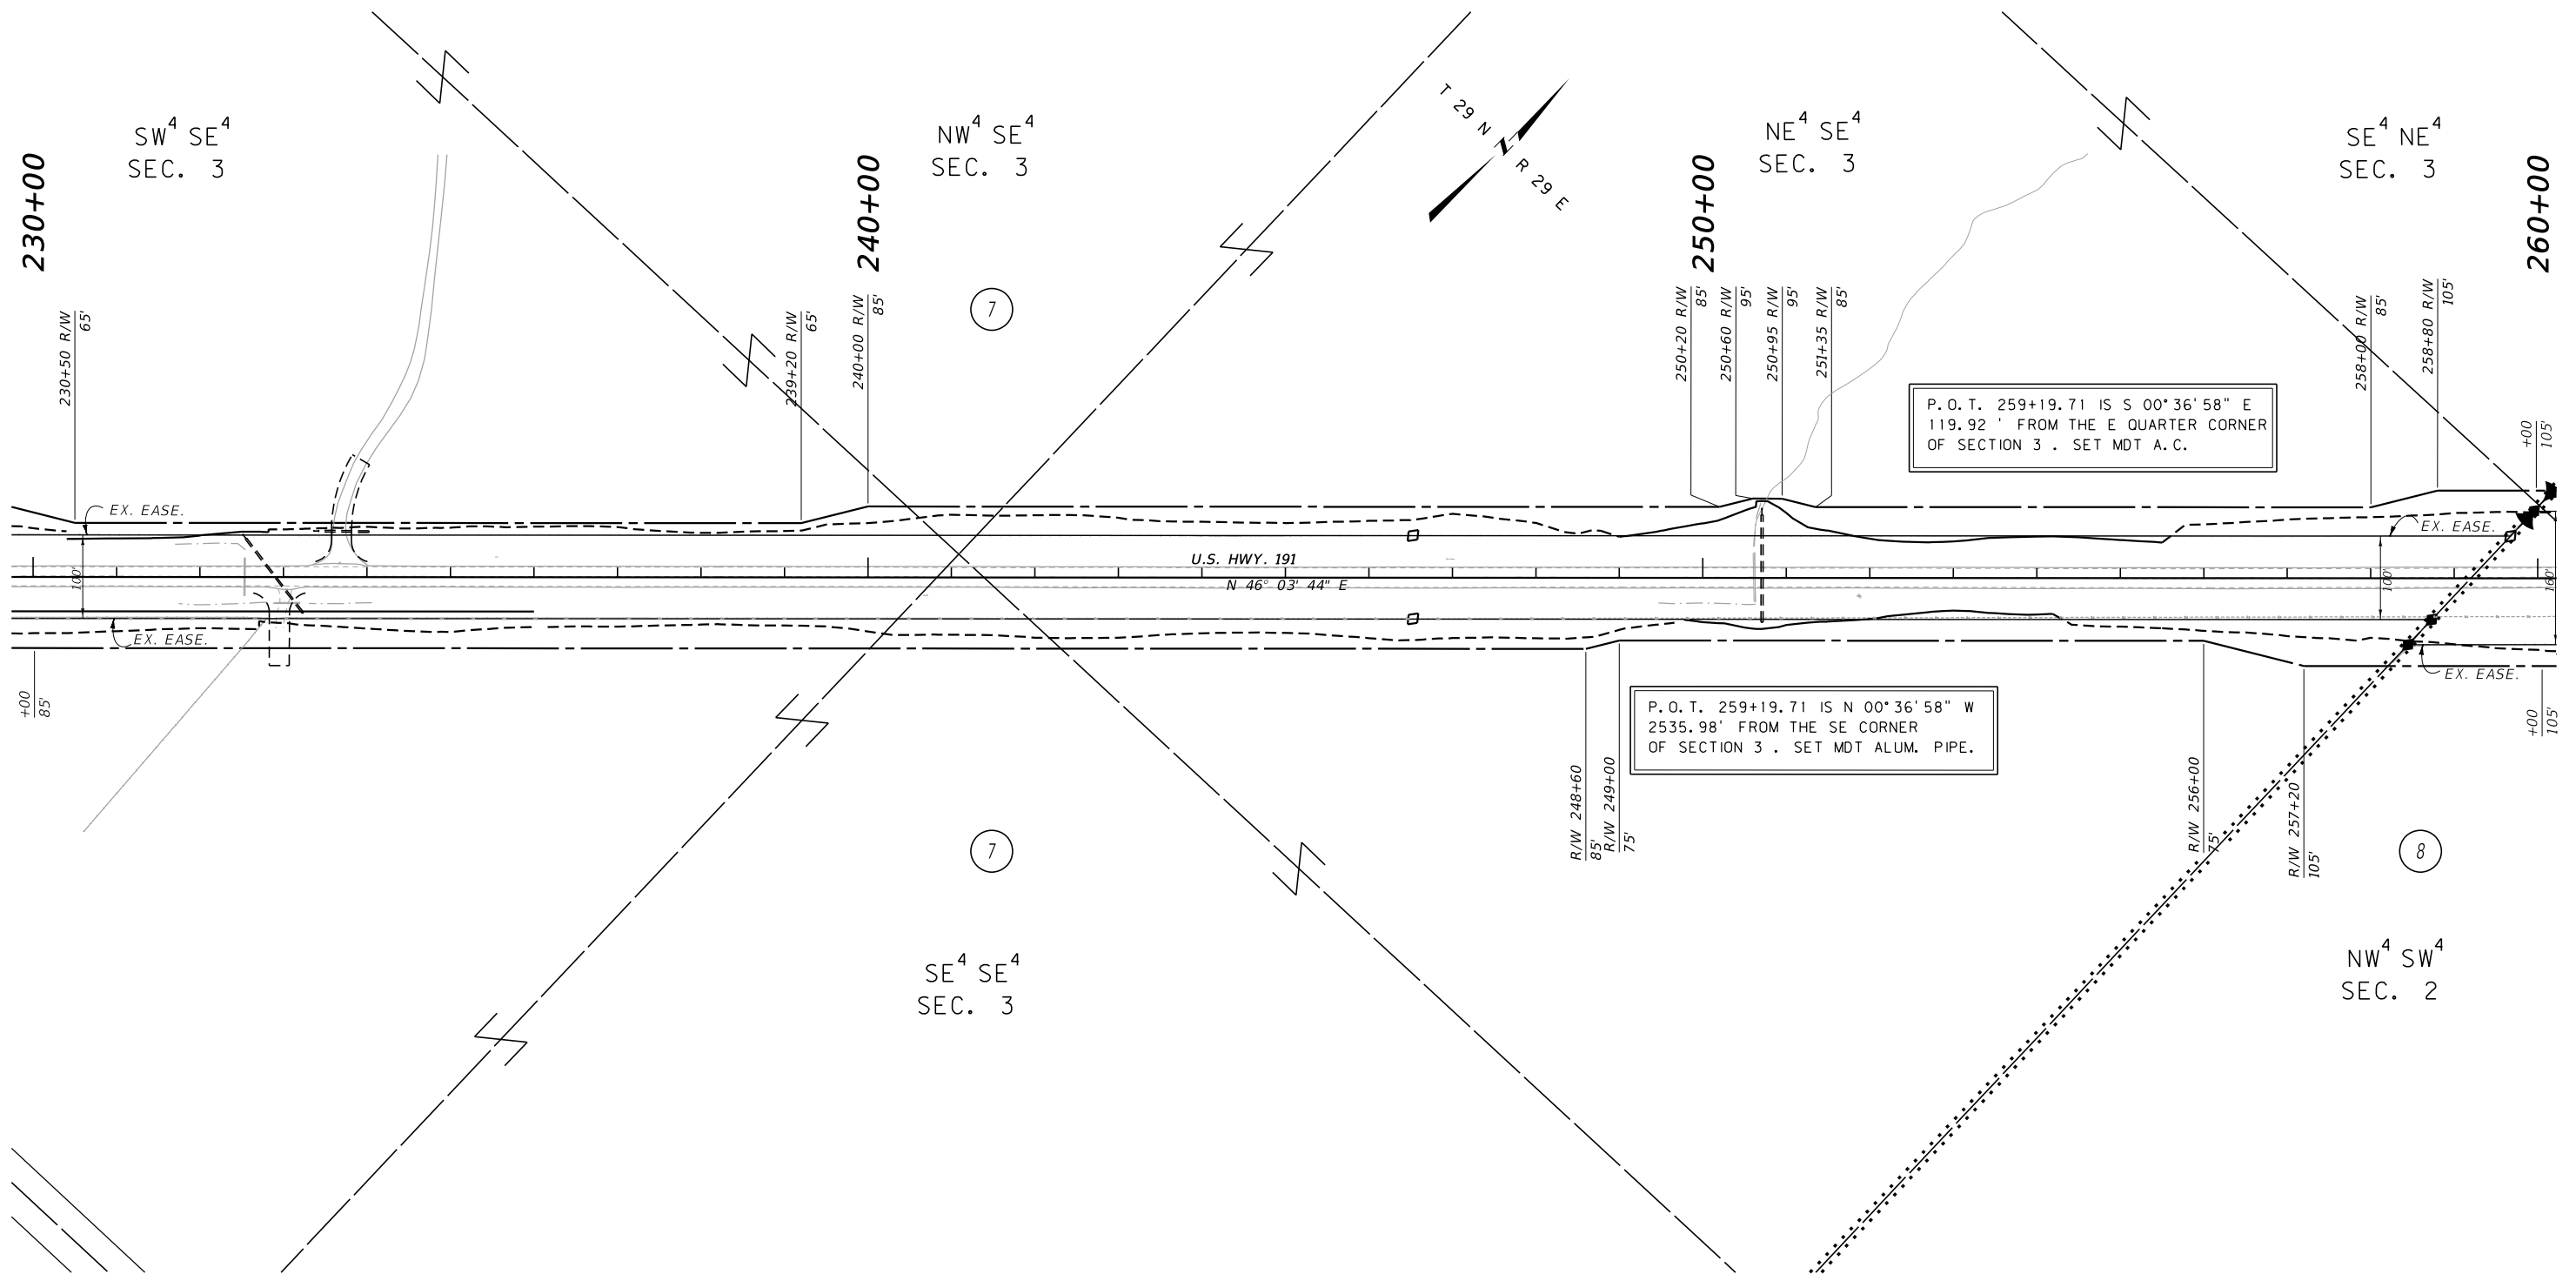 SW⁴ SE⁴
SEC. 3
NW⁴ SE⁴
SEC. 3
T 29 N
R 29 E
NE⁴ SE⁴
SEC. 3
SE⁴ NE⁴
SEC. 3
230+00
240+00
250+00
260+00
7
230+50 R/W
65'
239+20 R/W
65'
240+00 R/W
85'
250+20 R/W
85'
250+60 R/W
95'
250+95 R/W
95'
251+35 R/W
85'
258+00 R/W
85'
258+80 R/W
105'
+00
105'
P.O.T. 259+19.71 IS S 00°36'58" E
119.92 ' FROM THE E QUARTER CORNER
OF SECTION 3 . SET MDT A.C.
EX. EASE.
EX. EASE.
U.S. HWY. 191
N 46° 03' 44" E
100'
100'
160'
EX. EASE.
EX. EASE.
+00
85'
P.O.T. 259+19.71 IS N 00°36'58" W
2535.98' FROM THE SE CORNER
OF SECTION 3 . SET MDT ALUM. PIPE.
R/W 248+60
85'
R/W 249+00
75'
R/W 256+00
75'
R/W 257+20
105'
+00
105'
7
8
SE⁴ SE⁴
SEC. 3
NW⁴ SW⁴
SEC. 2